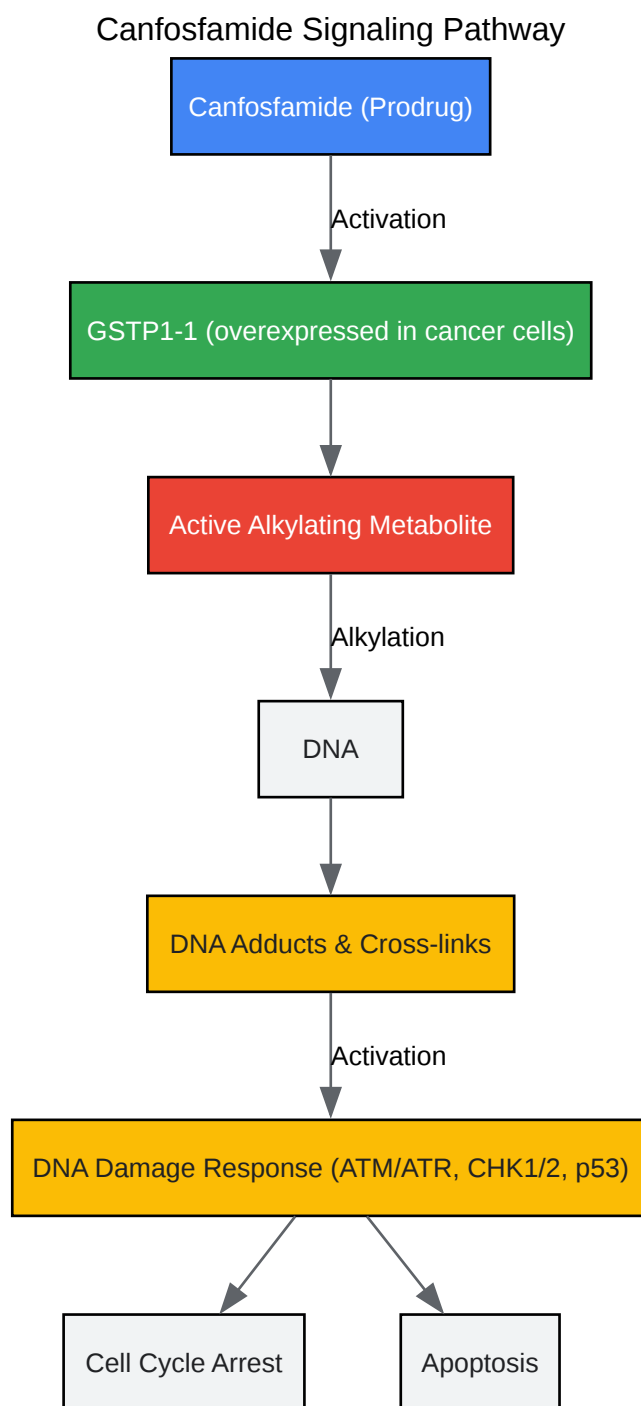 Canfosfamide Signaling Pathway
Canfosfamide (Prodrug)
Activation
GSTP1-1 (overexpressed in cancer cells)
Active Alkylating Metabolite
Alkylation
DNA
DNA Adducts & Cross-links
Activation
DNA Damage Response (ATM/ATR, CHK1/2, p53)
Cell Cycle Arrest
Apoptosis